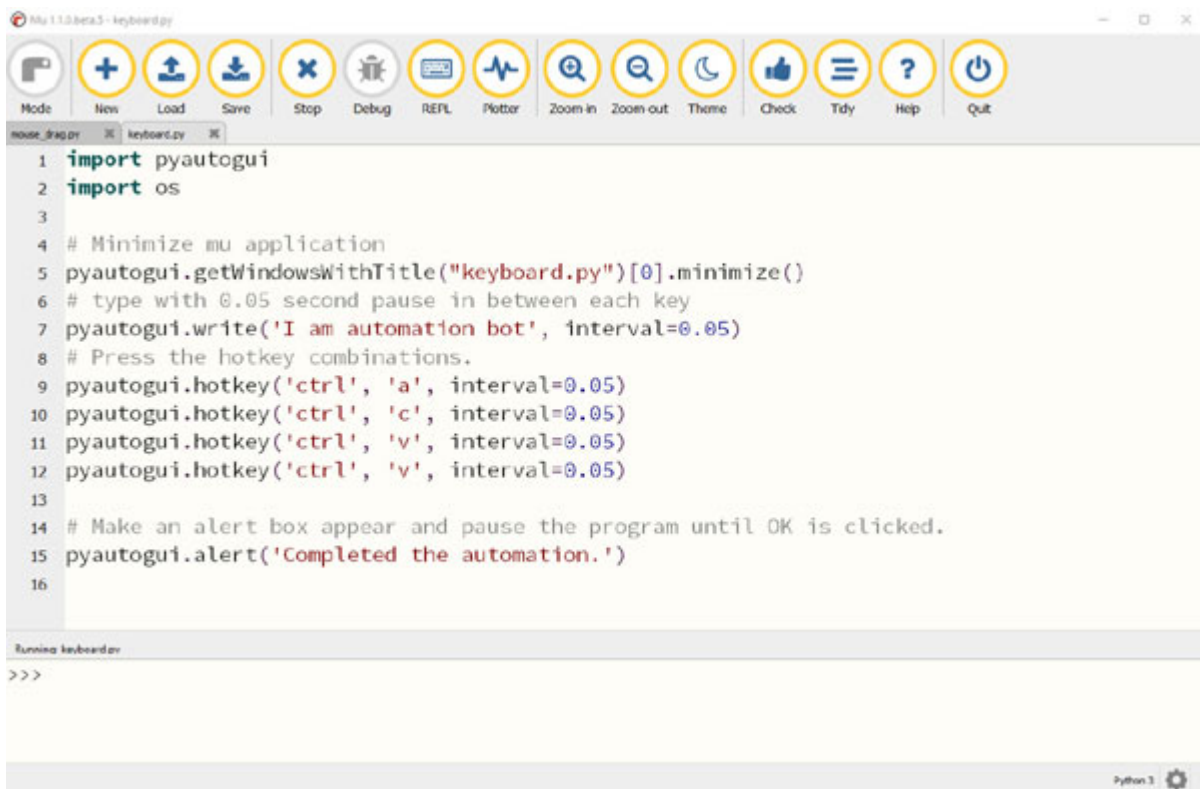 Mu 1.1.0.beta.5 - keyboard.py
Mode New Load Save Stop Debug REPL Plotter Zoom-in Zoom-out Theme Check Tidy Help Quit
mouse_drag.py keyboard.py
1 import pyautogui
2 import os
3
4 # Minimize mu application
5 pyautogui.getWindowsWithTitle("keyboard.py")[0].minimize()
6 # type with 0.05 second pause in between each key
7 pyautogui.write('I am automation bot', interval=0.05)
8 # Press the hotkey combinations.
9 pyautogui.hotkey('ctrl', 'a', interval=0.05)
10 pyautogui.hotkey('ctrl', 'c', interval=0.05)
11 pyautogui.hotkey('ctrl', 'v', interval=0.05)
12 pyautogui.hotkey('ctrl', 'v', interval=0.05)
13
14 # Make an alert box appear and pause the program until OK is clicked.
15 pyautogui.alert('Completed the automation.')
16
Running: keyboard.py
>>>
Python 3